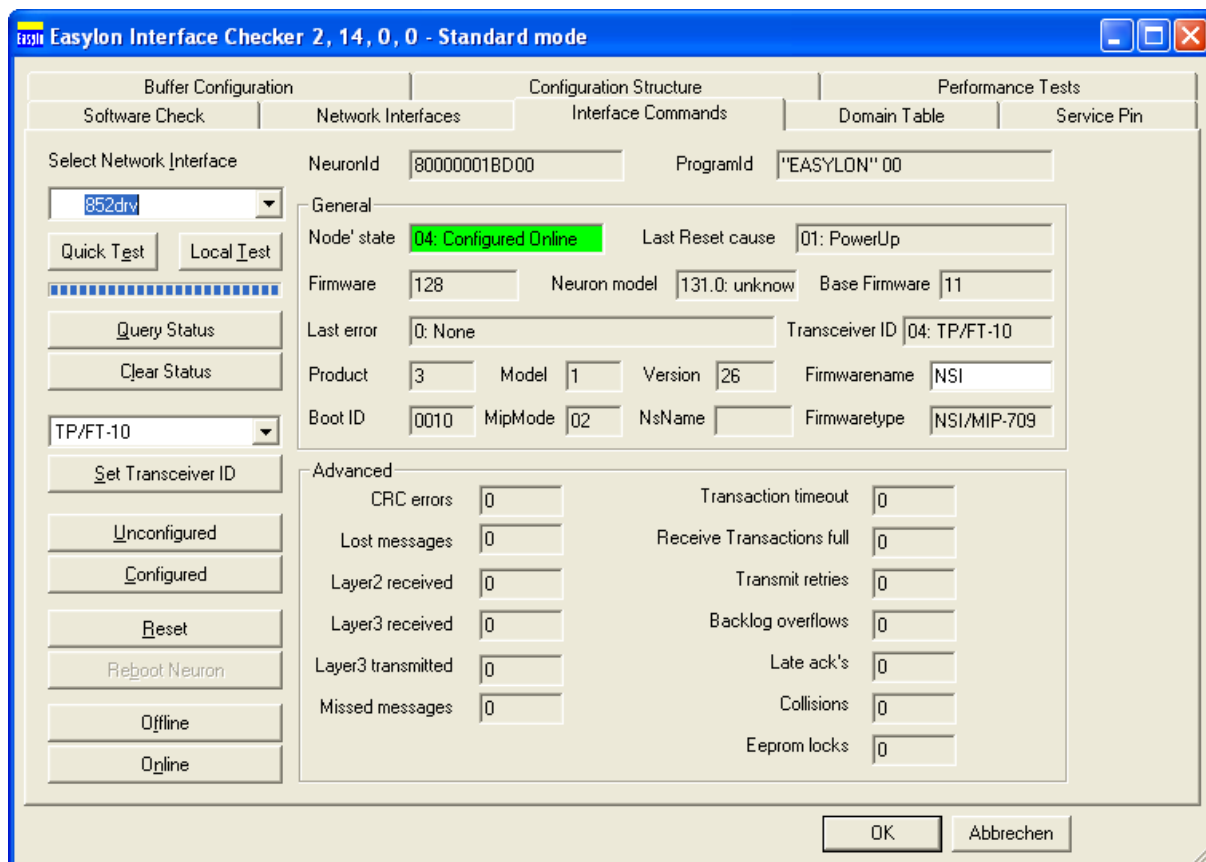 Easyln Easylon Interface Checker 2, 14, 0, 0 - Standard mode
Buffer Configuration Configuration Structure Performance Tests
Software Check Network Interfaces Interface Commands Domain Table Service Pin
Select Network Interface
852drv
Quick Test Local Test
Query Status
Clear Status
TP/FT-10
Set Transceiver ID
Unconfigured
Configured
Reset
Reboot Neuron
Offline
Online
NeuronId 80000001BD00 ProgramId "EASYLON" 00
General
Node' state 04: Configured Online Last Reset cause 01: PowerUp
Firmware 128 Neuron model 131.0: unknow Base Firmware 11
Last error 0: None Transceiver ID 04: TP/FT-10
Product 3 Model 1 Version 26 Firmwarename NSI
Boot ID 0010 MipMode 02 NsName Firmwaretype NSI/MIP-709
Advanced
CRC errors 0 Transaction timeout 0
Lost messages 0 Receive Transactions full 0
Layer2 received 0 Transmit retries 0
Layer3 received 0 Backlog overflows 0
Layer3 transmitted 0 Late ack's 0
Missed messages 0 Collisions 0
Eeprom locks 0
OK Abbrechen